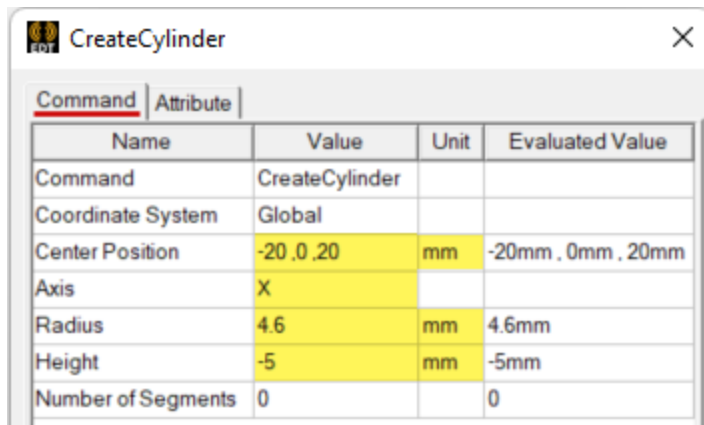 EDT CreateCylinder
Command Attribute
Name Value Unit Evaluated Value
Command CreateCylinder
Coordinate System Global
Center Position -20 ,0 ,20 mm -20mm , 0mm , 20mm
Axis X
Radius 4.6 mm 4.6mm
Height -5 mm -5mm
Number of Segments 0 0